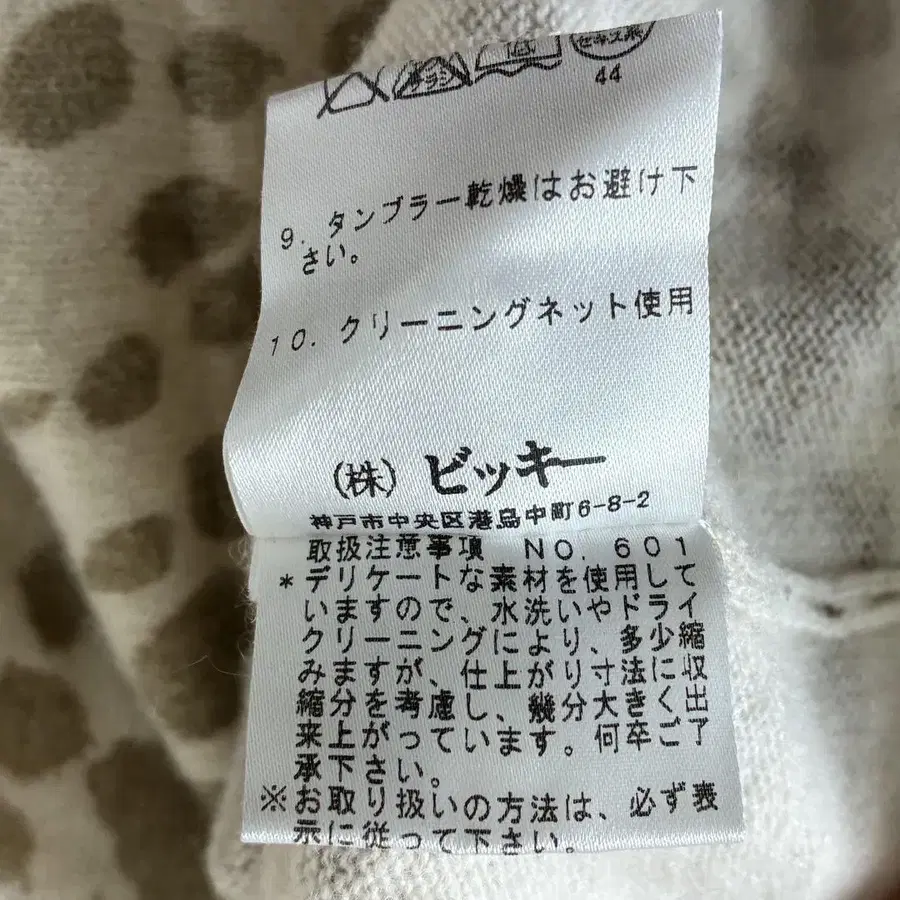 セキユ系
44
9. タンブラー乾燥はお避け下
さい。
10. クリーニングネット使用
(株) ビッキー
神戸市中央区港島中町6-8-2
取扱注意事項 NO. 601
*デリケートな素材を使用して
いますので、水洗いやドライ
クリーニングにより、多少縮
みますが、仕上がり寸法に収
縮分を考慮し、幾分大きく出
来上がっています。何卒ご了
承下さい。
※お取り扱いの方法は、必ず表
示に従って下さい。